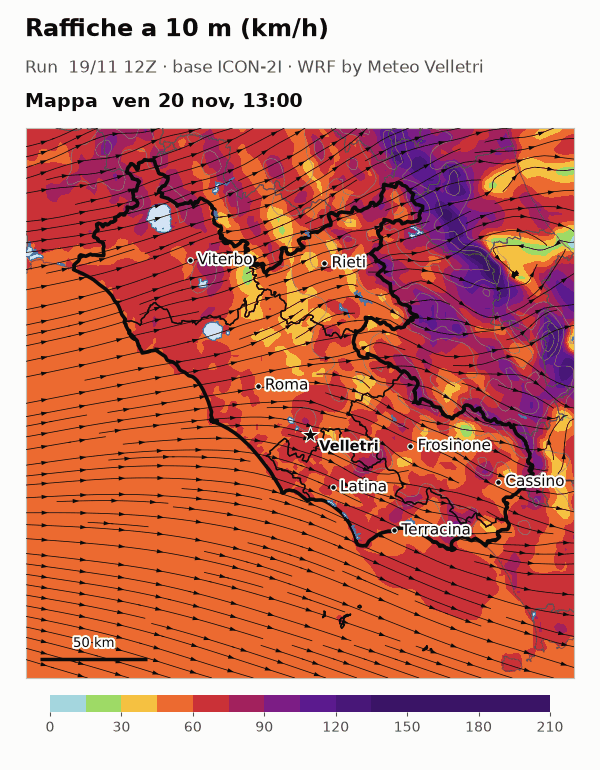 Raffiche a 10 m (km/h)
Run 19/11 12Z · base ICON-2I · WRF by Meteo Velletri
Mappa ven 20 nov, 13:00
Viterbo
Rieti
Roma
Velletri
Frosinone
Latina
Cassino
Terracina
50 km
0 30 60 90 120 150 180 210